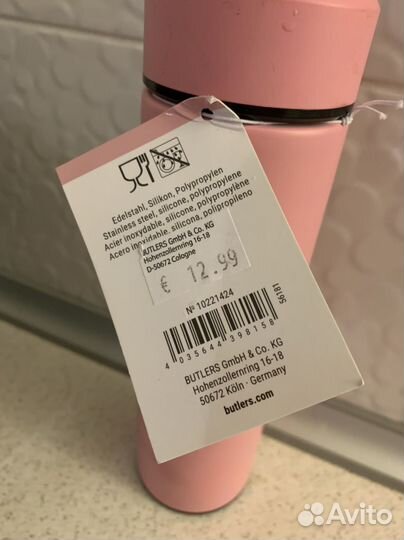 Edelstahl, Silikon, Polypropylen
Stainless steel, silicone, polypropylene
Acier inoxydable, silicone, polypropylène
Acero inoxidable, silicona, polipropileno
BUTLERS GmbH & Co. KG
Hohenzollernring 16-18
D-50672 Cologne
€ 12.99
№ 10221424
56181
4 035644 398158
BUTLERS GmbH & Co. KG
Hohenzollernring 16-18
50672 Köln · Germany
butlers.com
Avito